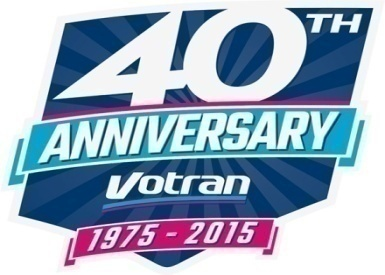 40TH
ANNIVERSARY
Votran
1975 - 2015